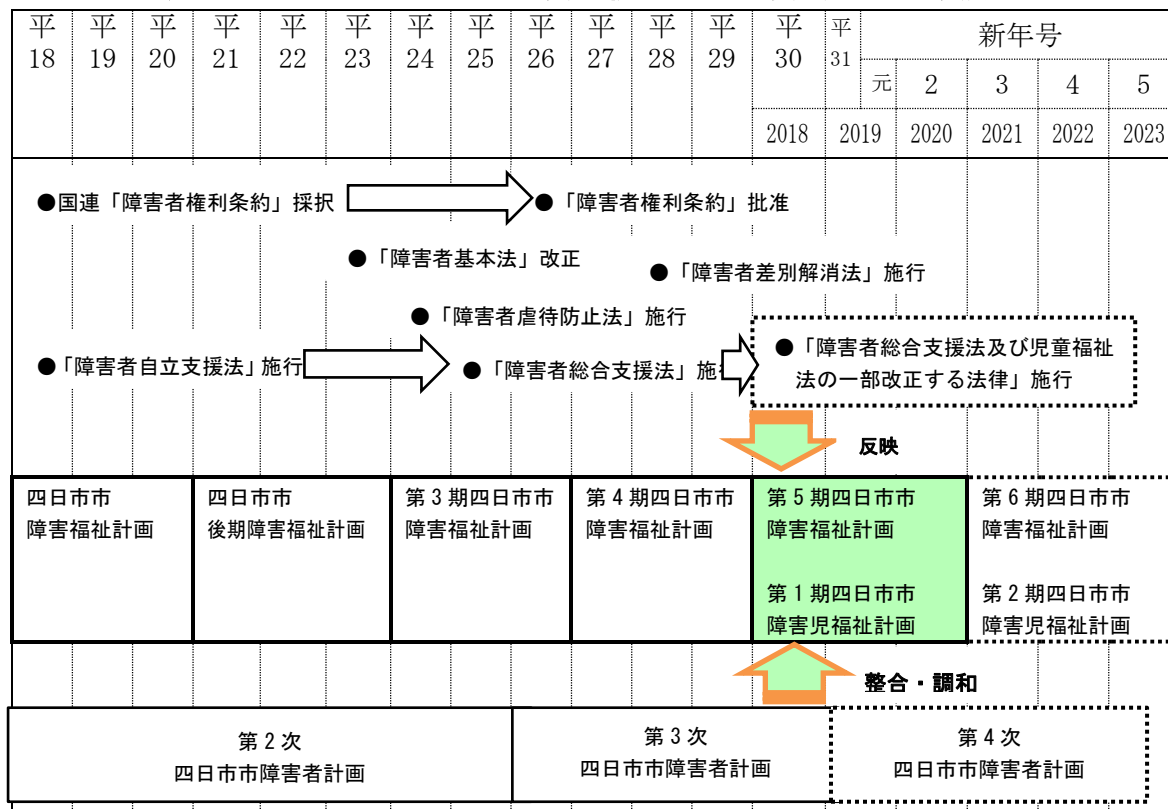 平 平 平 平 平 平 平 平 平 平 平 平 平 平 新年号
18 19 20 21 22 23 24 25 26 27 28 29 30 31
元 2 3 4 5
2018 2019 2020 2021 2022 2023
●国連「障害者権利条約」採択 ●「障害者権利条約」批准
●「障害者基本法」改正
●「障害者差別解消法」施行
●「障害者虐待防止法」施行
●「障害者自立支援法」施行 ●「障害者総合支援法」施行
●「障害者総合支援法及び児童福祉
法の一部改正する法律」施行
反映
四日市市
障害福祉計画
四日市市
後期障害福祉計画
第3期四日市市
障害福祉計画
第4期四日市市
障害福祉計画
第5期四日市市
障害福祉計画
第1期四日市市
障害児福祉計画
第6期四日市市
障害福祉計画
第2期四日市市
障害児福祉計画
整合・調和
第2次
四日市市障害者計画
第3次
四日市市障害者計画
第4次
四日市市障害者計画